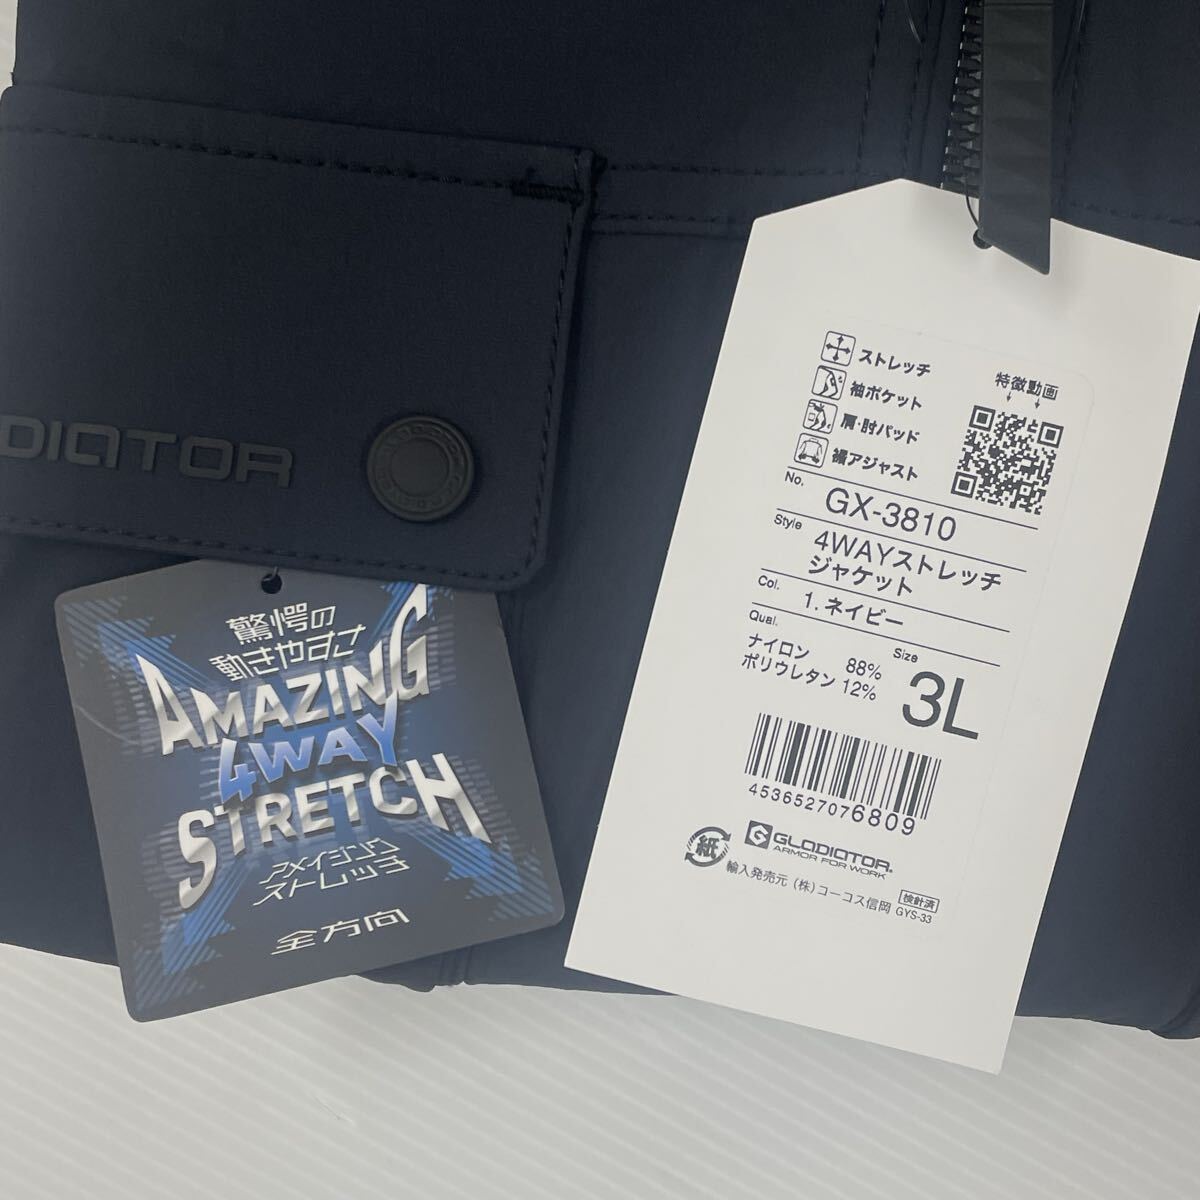 DIATOR
驚愕の
動きやすさ
AMAZING
4WAY
STRETCH
アメイジング
ストレッチ
全方向
ストレッチ
袖ポケット
肩・肘パッド
裾アジャスト
特徴動画
No.
GX-3810
Style
4WAYストレッチ
ジャケット
Col.
1. ネイビー
Qual.
ナイロン 88%
ポリウレタン 12%
Size
3L
4536527076809
紙
GLADIATOR
ARMOR FOR WORK
輸入発売元 (株)コーコス信岡
検針済
GYS-33